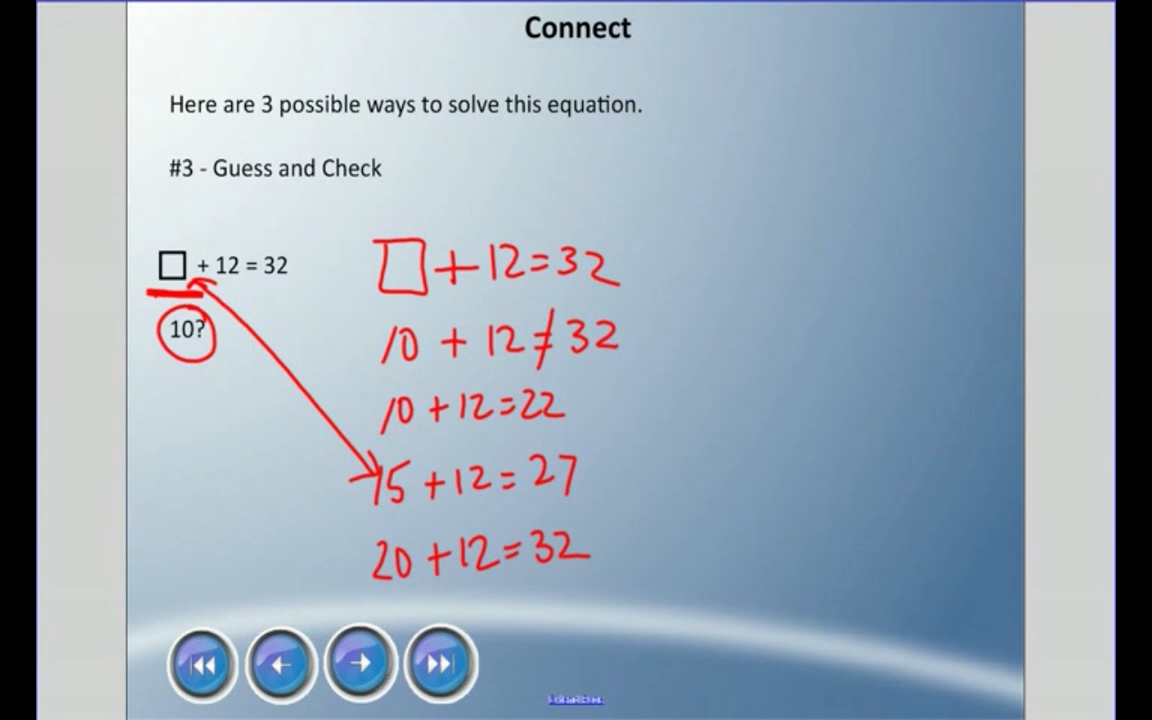 Connect
Here are 3 possible ways to solve this equation.
#3 - Guess and Check
□ + 12 = 32
10?
□ + 12 = 32
10 + 12 ≠ 32
10 + 12 = 22
15 + 12 = 27
20 + 12 = 32